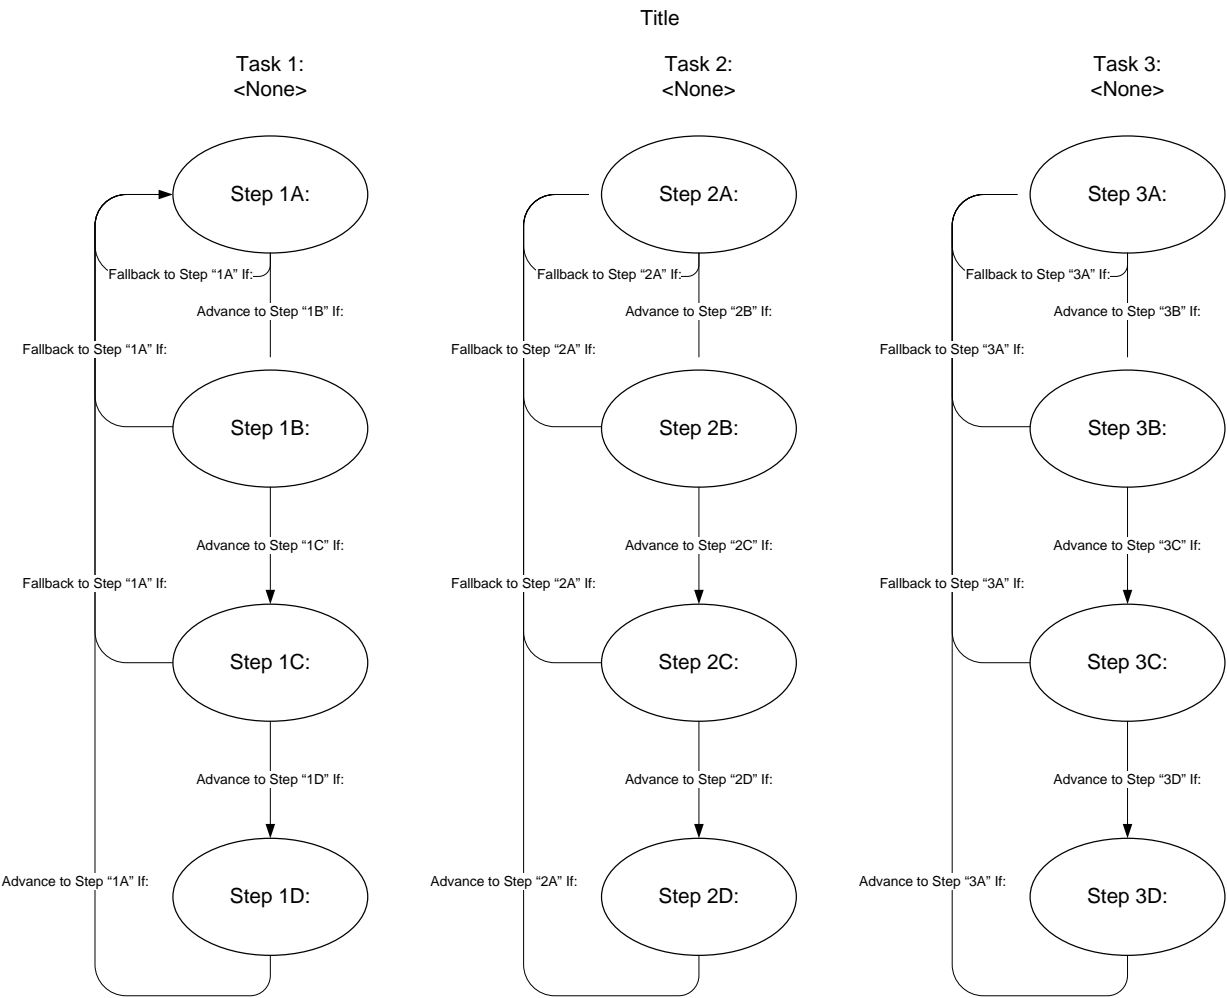 Title
Task 1:
<None>
Task 2:
<None>
Task 3:
<None>
Step 1A:
Step 2A:
Step 3A:
Fallback to Step “1A” If:
Fallback to Step “2A” If:
Fallback to Step “3A” If:
Advance to Step “1B” If:
Advance to Step “2B” If:
Advance to Step “3B” If:
Fallback to Step “1A” If:
Fallback to Step “2A” If:
Fallback to Step “3A” If:
Step 1B:
Step 2B:
Step 3B:
Advance to Step “1C” If:
Advance to Step “2C” If:
Advance to Step “3C” If:
Fallback to Step “1A” If:
Fallback to Step “2A” If:
Fallback to Step “3A” If:
Step 1C:
Step 2C:
Step 3C:
Advance to Step “1D” If:
Advance to Step “2D” If:
Advance to Step “3D” If:
Advance to Step “1A” If:
Advance to Step “2A” If:
Advance to Step “3A” If:
Step 1D:
Step 2D:
Step 3D: